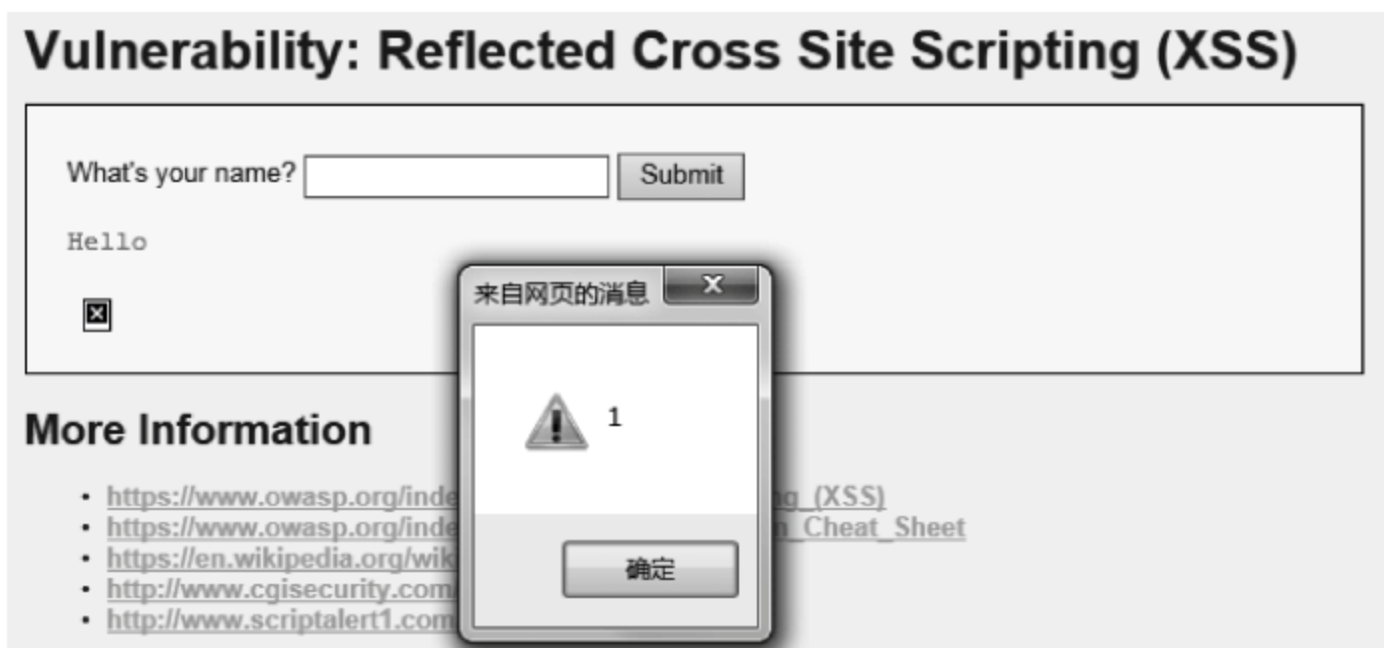 Vulnerability: Reflected Cross Site Scripting (XSS)
What's your name?
Submit
Hello
来自网页的消息
1
确定
More Information
https://www.owasp.org/inde ng_(XSS)
https://www.owasp.org/inde n_Cheat_Sheet
https://en.wikipedia.org/wik
http://www.cgisecurity.com/
http://www.scriptalert1.com